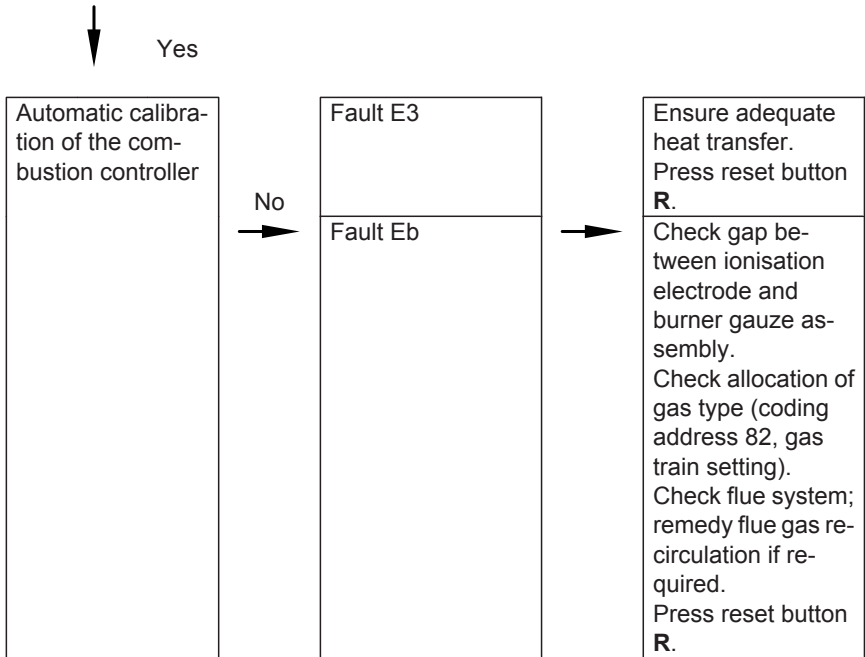 Yes
Automatic calibra-
tion of the com-
bustion controller
No
Fault E3
Ensure adequate
heat transfer.
Press reset button
R.
Fault Eb
Check gap be-
tween ionisation
electrode and
burner gauze as-
sembly.
Check allocation of
gas type (coding
address 82, gas
train setting).
Check flue system;
remedy flue gas re-
circulation if re-
quired.
Press reset button
R.